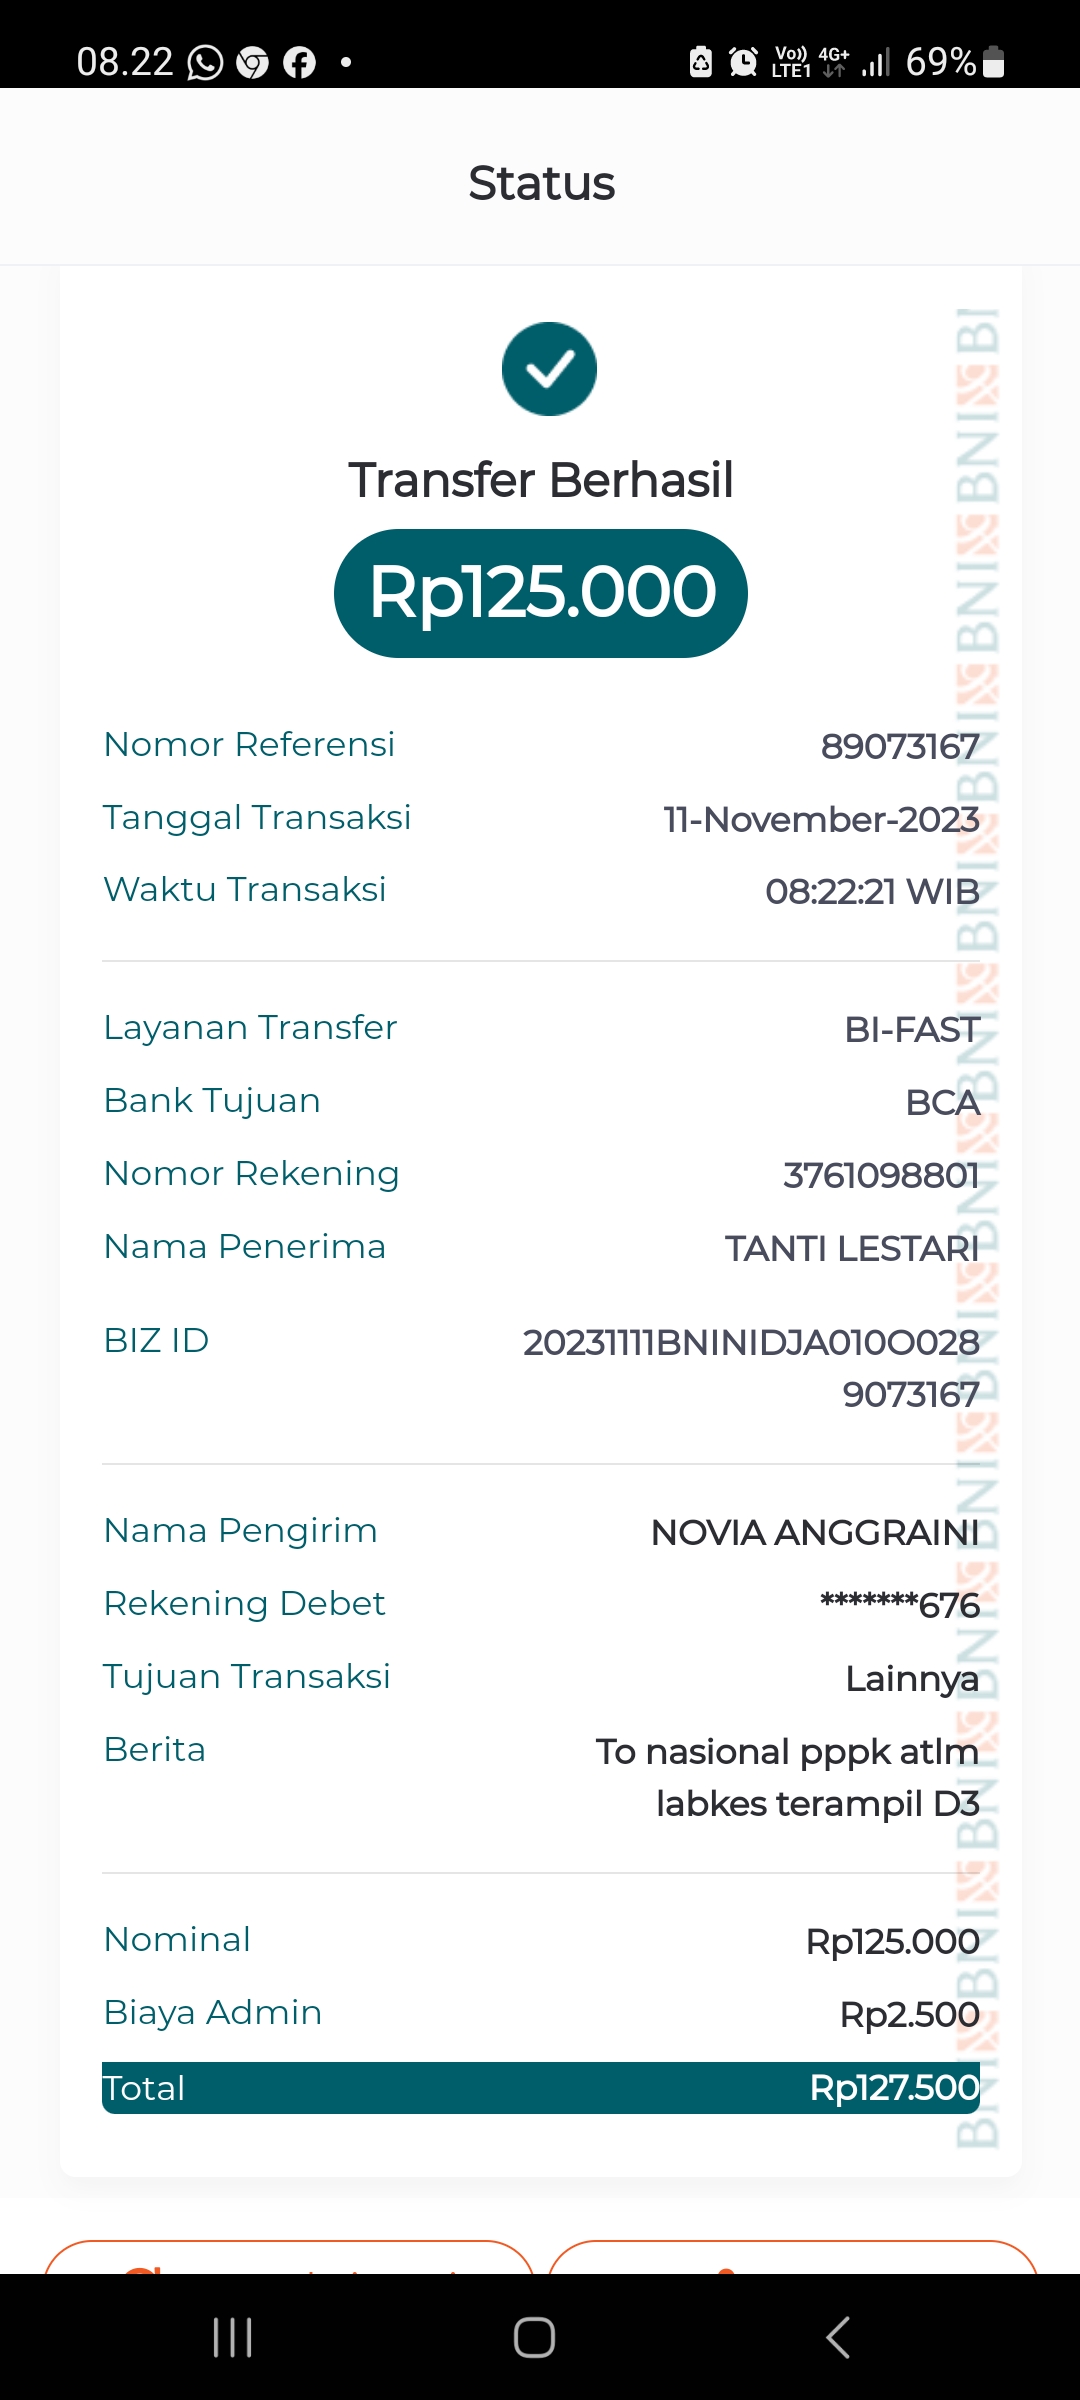 08.22
Vo)) LTE1 4G+ 69%
Status
Transfer Berhasil
Rp125.000
Nomor Referensi 89073167
Tanggal Transaksi 11-November-2023
Waktu Transaksi 08:22:21 WIB
Layanan Transfer BI-FAST
Bank Tujuan BCA
Nomor Rekening 3761098801
Nama Penerima TANTI LESTARI
BIZ ID 20231111BNINIDJA010O028
9073167
Nama Pengirim NOVIA ANGGRAINI
Rekening Debet *******676
Tujuan Transaksi Lainnya
Berita To nasional pppk atlm
labkes terampil D3
Nominal Rp125.000
Biaya Admin Rp2.500
Total Rp127.500
BNI BNI BNI BNI BNI BNI BNI BNI BNI BNI BNI BNI BI